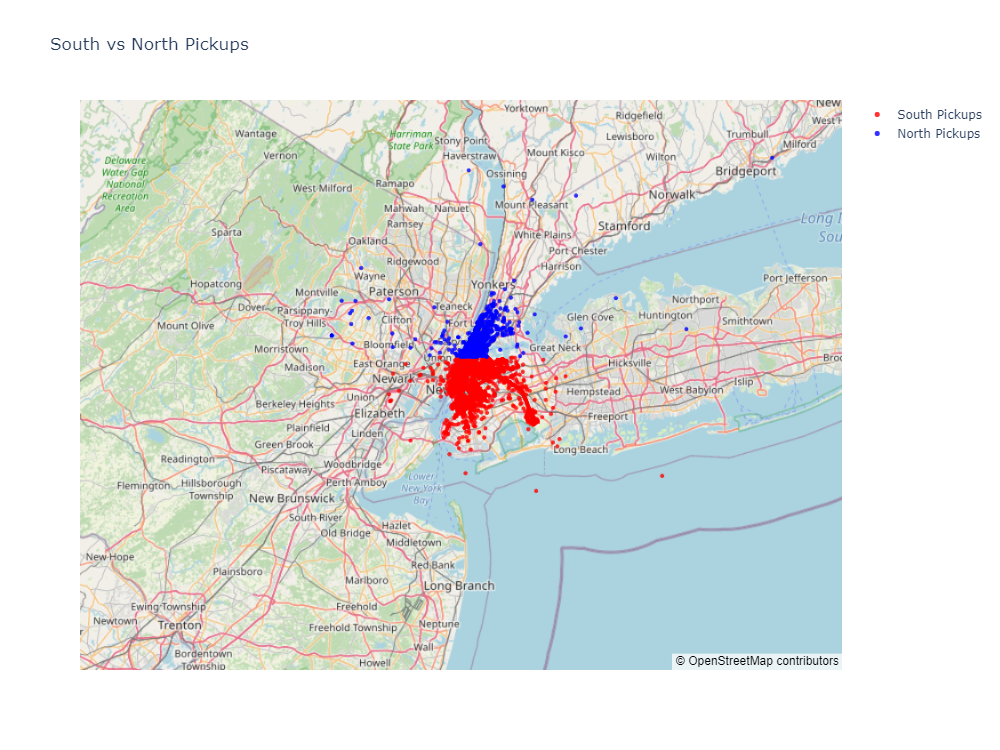 South vs North Pickups
South Pickups
North Pickups
New
Yorktown
Ridgefield
West H
Wantage
Harriman
State Park
Stony Point
Lewisboro
Trumbull
Milford
Vernon
Haverstraw
Mount Kisco
Wilton
Delaware
Water Gap
National
Recreation
Area
Ossining
Bridgeport
West Milford
Ramapo
Norwalk
Mahwah
Nanuet
Mount Pleasant
Sparta
Ramsey
White Plains
Stamford
Long I
Sou
Oakland
Port Chester
Ridgewood
Harrison
Hopatcong
Wayne
Yonkers
Port Jefferson
Montville
Paterson
Northport
Dover
Parsippany-
Troy Hills
Teaneck
Glen Cove
Huntington
Smithtown
Mount Olive
Clifton
Fort L
Morristown
Bloomfield
Great Neck
Madison
East Orange
Union
Hicksville
Broo
Newark
New
Hempstead
West Babylon
Islip
Berkeley Heights
Union
Elizabeth
Freeport
Plainfield
Linden
Green Brook
Long Beach
Readington
Piscataway
Woodbridge
Flemington
Hillsborough
Township
Perth Amboy
Lower
New York
Bay
New Brunswick
South River
Hazlet
Old Bridge
Middletown
New Hope
Red Bank
Plainsboro
Marlboro
Long Branch
Ewing Township
Freehold
Newtown
Trenton
Freehold Township
Neptune
Wall
Bordentown
Township
Howell
© OpenStreetMap contributors